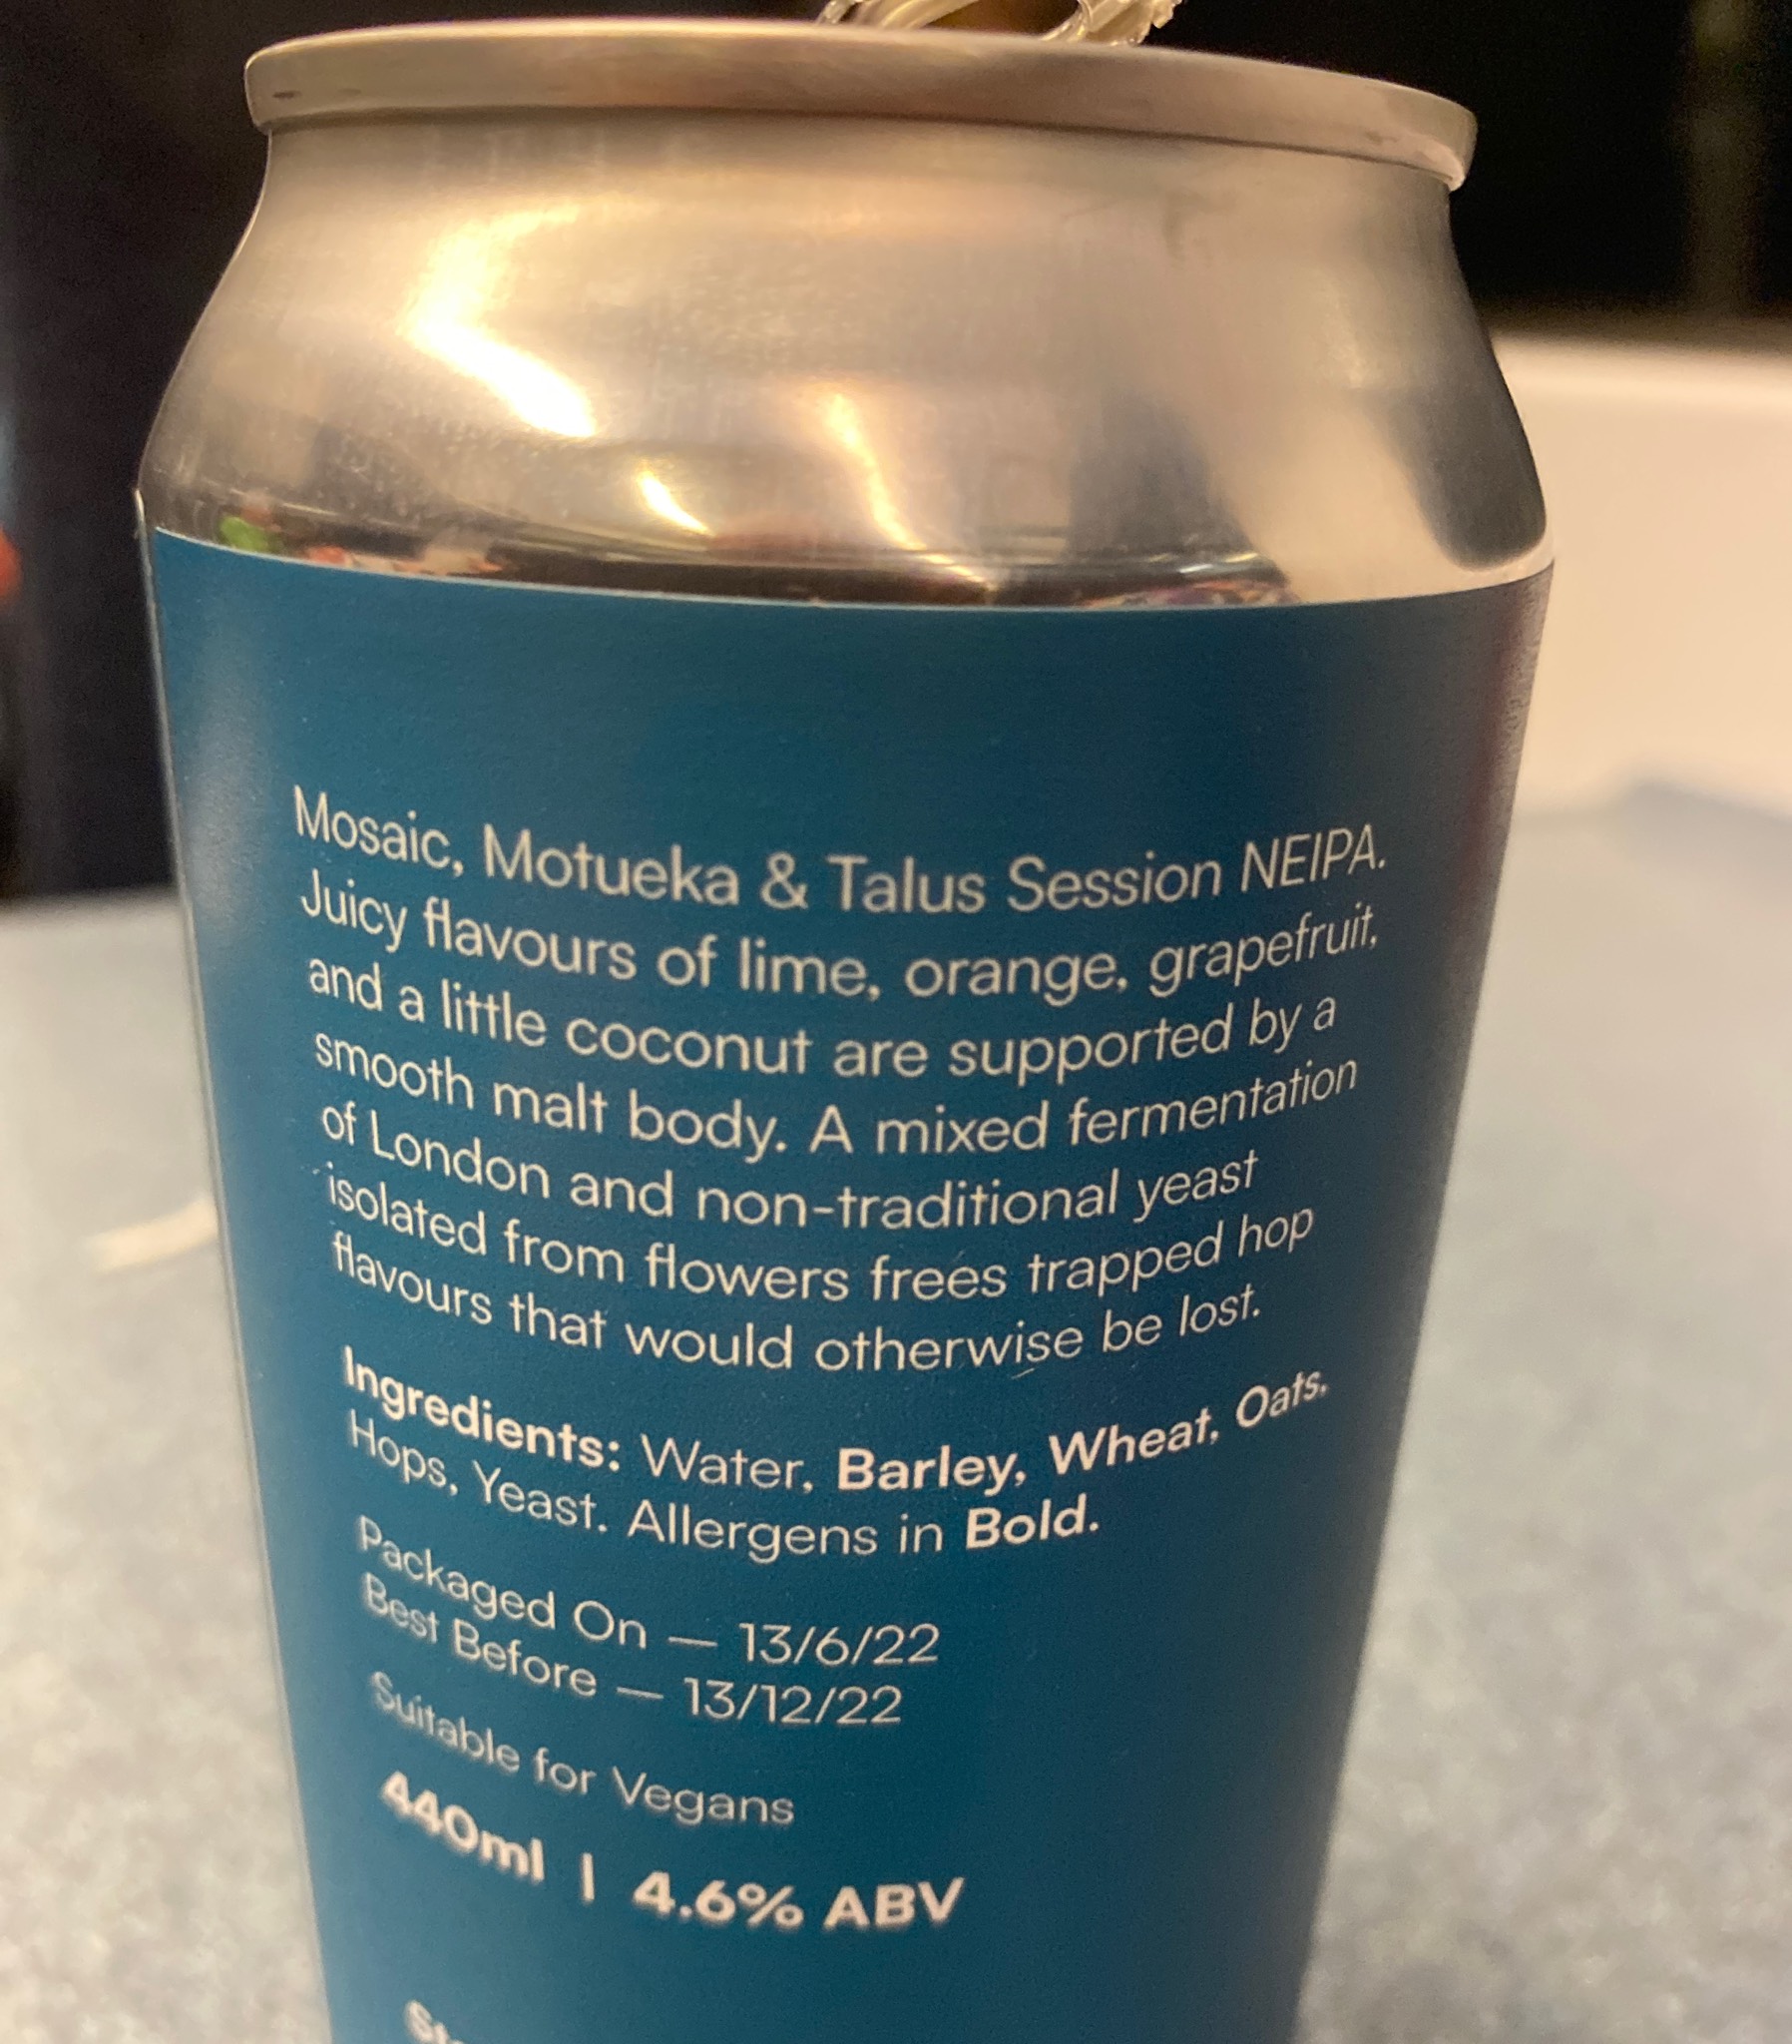 Mosaic, Motueka & Talus Session NEIPA.
Juicy flavours of lime, orange, grapefruit,
and a little coconut are supported by a
smooth malt body. A mixed fermentation
of London and non-traditional yeast
isolated from flowers frees trapped hop
flavours that would otherwise be lost.
Ingredients: Water, Barley, Wheat, Oats,
Hops, Yeast. Allergens in Bold.
Packaged On — 13/6/22
Best Before — 13/12/22
Suitable for Vegans
440ml | 4.6% ABV